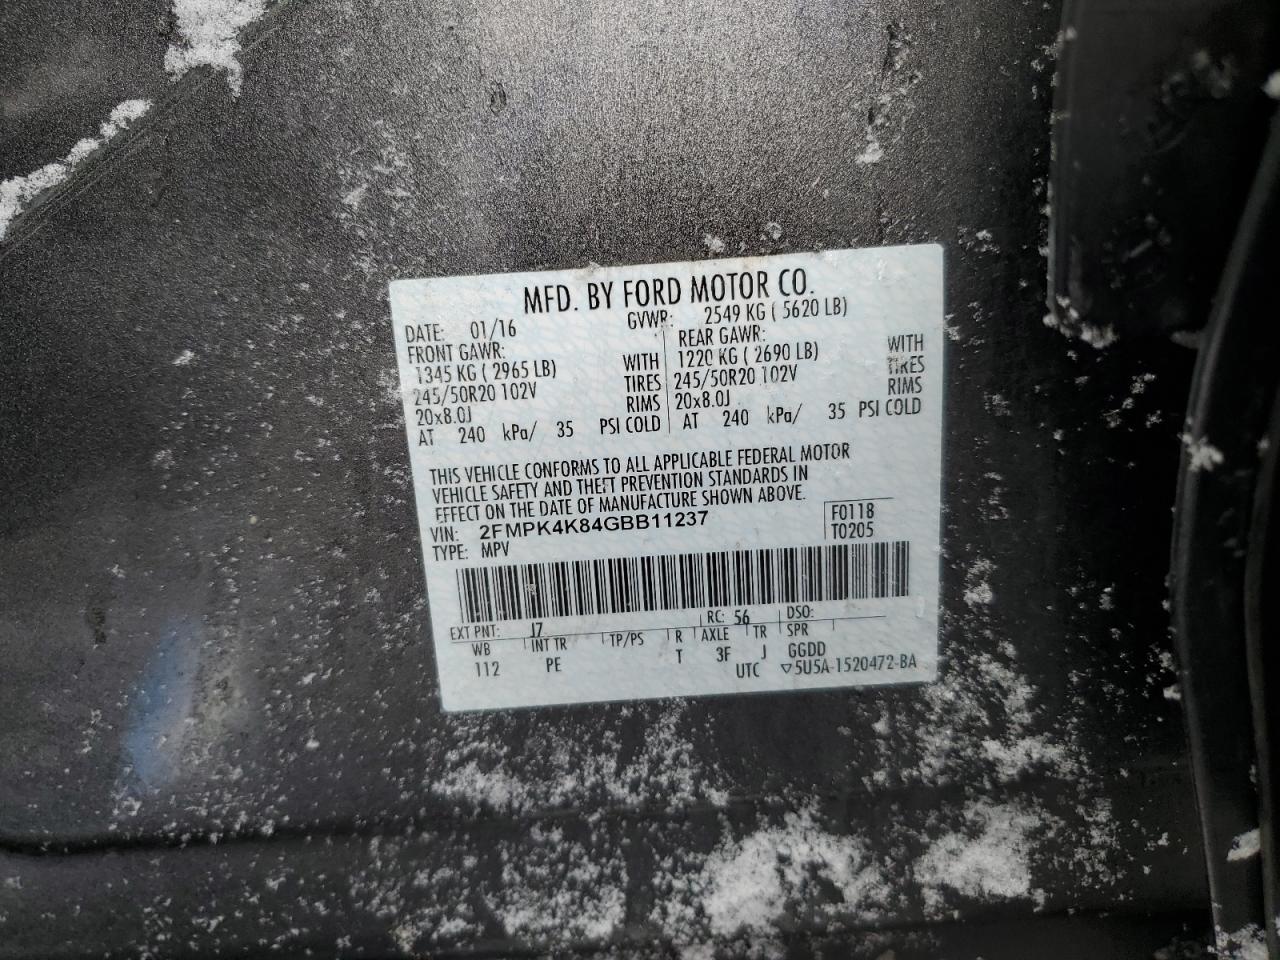 MFD. BY FORD MOTOR CO.
DATE: 01/16 GVWR: 2549 KG ( 5620 LB)
FRONT GAWR: REAR GAWR:
1345 KG ( 2965 LB) WITH 1220 KG ( 2690 LB) WITH
245/50R20 102V TIRES 245/50R20 102V TIRES
20x8.0J RIMS 20x8.0J RIMS
AT 240 kPa/ 35 PSI COLD AT 240 kPa/ 35 PSI COLD
THIS VEHICLE CONFORMS TO ALL APPLICABLE FEDERAL MOTOR
VEHICLE SAFETY AND THEFT PREVENTION STANDARDS IN
EFFECT ON THE DATE OF MANUFACTURE SHOWN ABOVE.
VIN: 2FMPK4K84GBB11237 F0118
TYPE: MPV T0205
EXT PNT: J7 RC: 56 DSO:
WB INT TR TP/PS R AXLE TR SPR
112 PE T 3F J GGDD
UTC ▽5U5A-1520472-BA